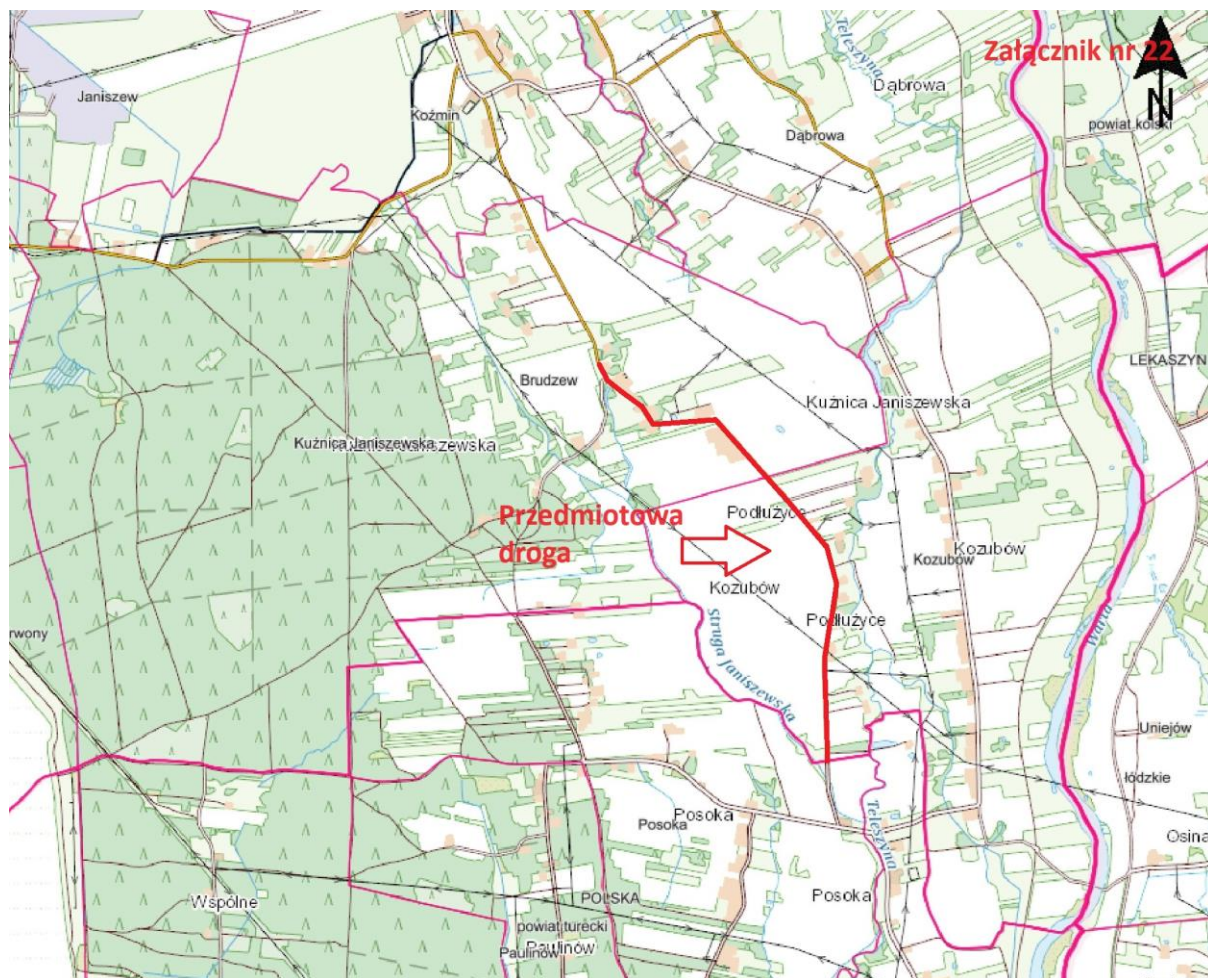 Załącznik nr 22
N
Teleszyna
Dąbrowa
Janiszew
Koźmin
powiat kolski
Dąbrowa
LEKASZYN
Brudzew
Kuźnica Janiszewska
Kuźnica Janiszewska
Przedmiotowa
droga
Podłużyce
Kozubów
Kozubów
Kozubów
Podłużyce
Struga Janiszewska
Warta
rwony
Uniejów
łódzkie
Posoka
Posoka
Osina
Teleszyna
Posoka
Wspólne
POLSKA
powiat turecki
Paulinów
Paulinów